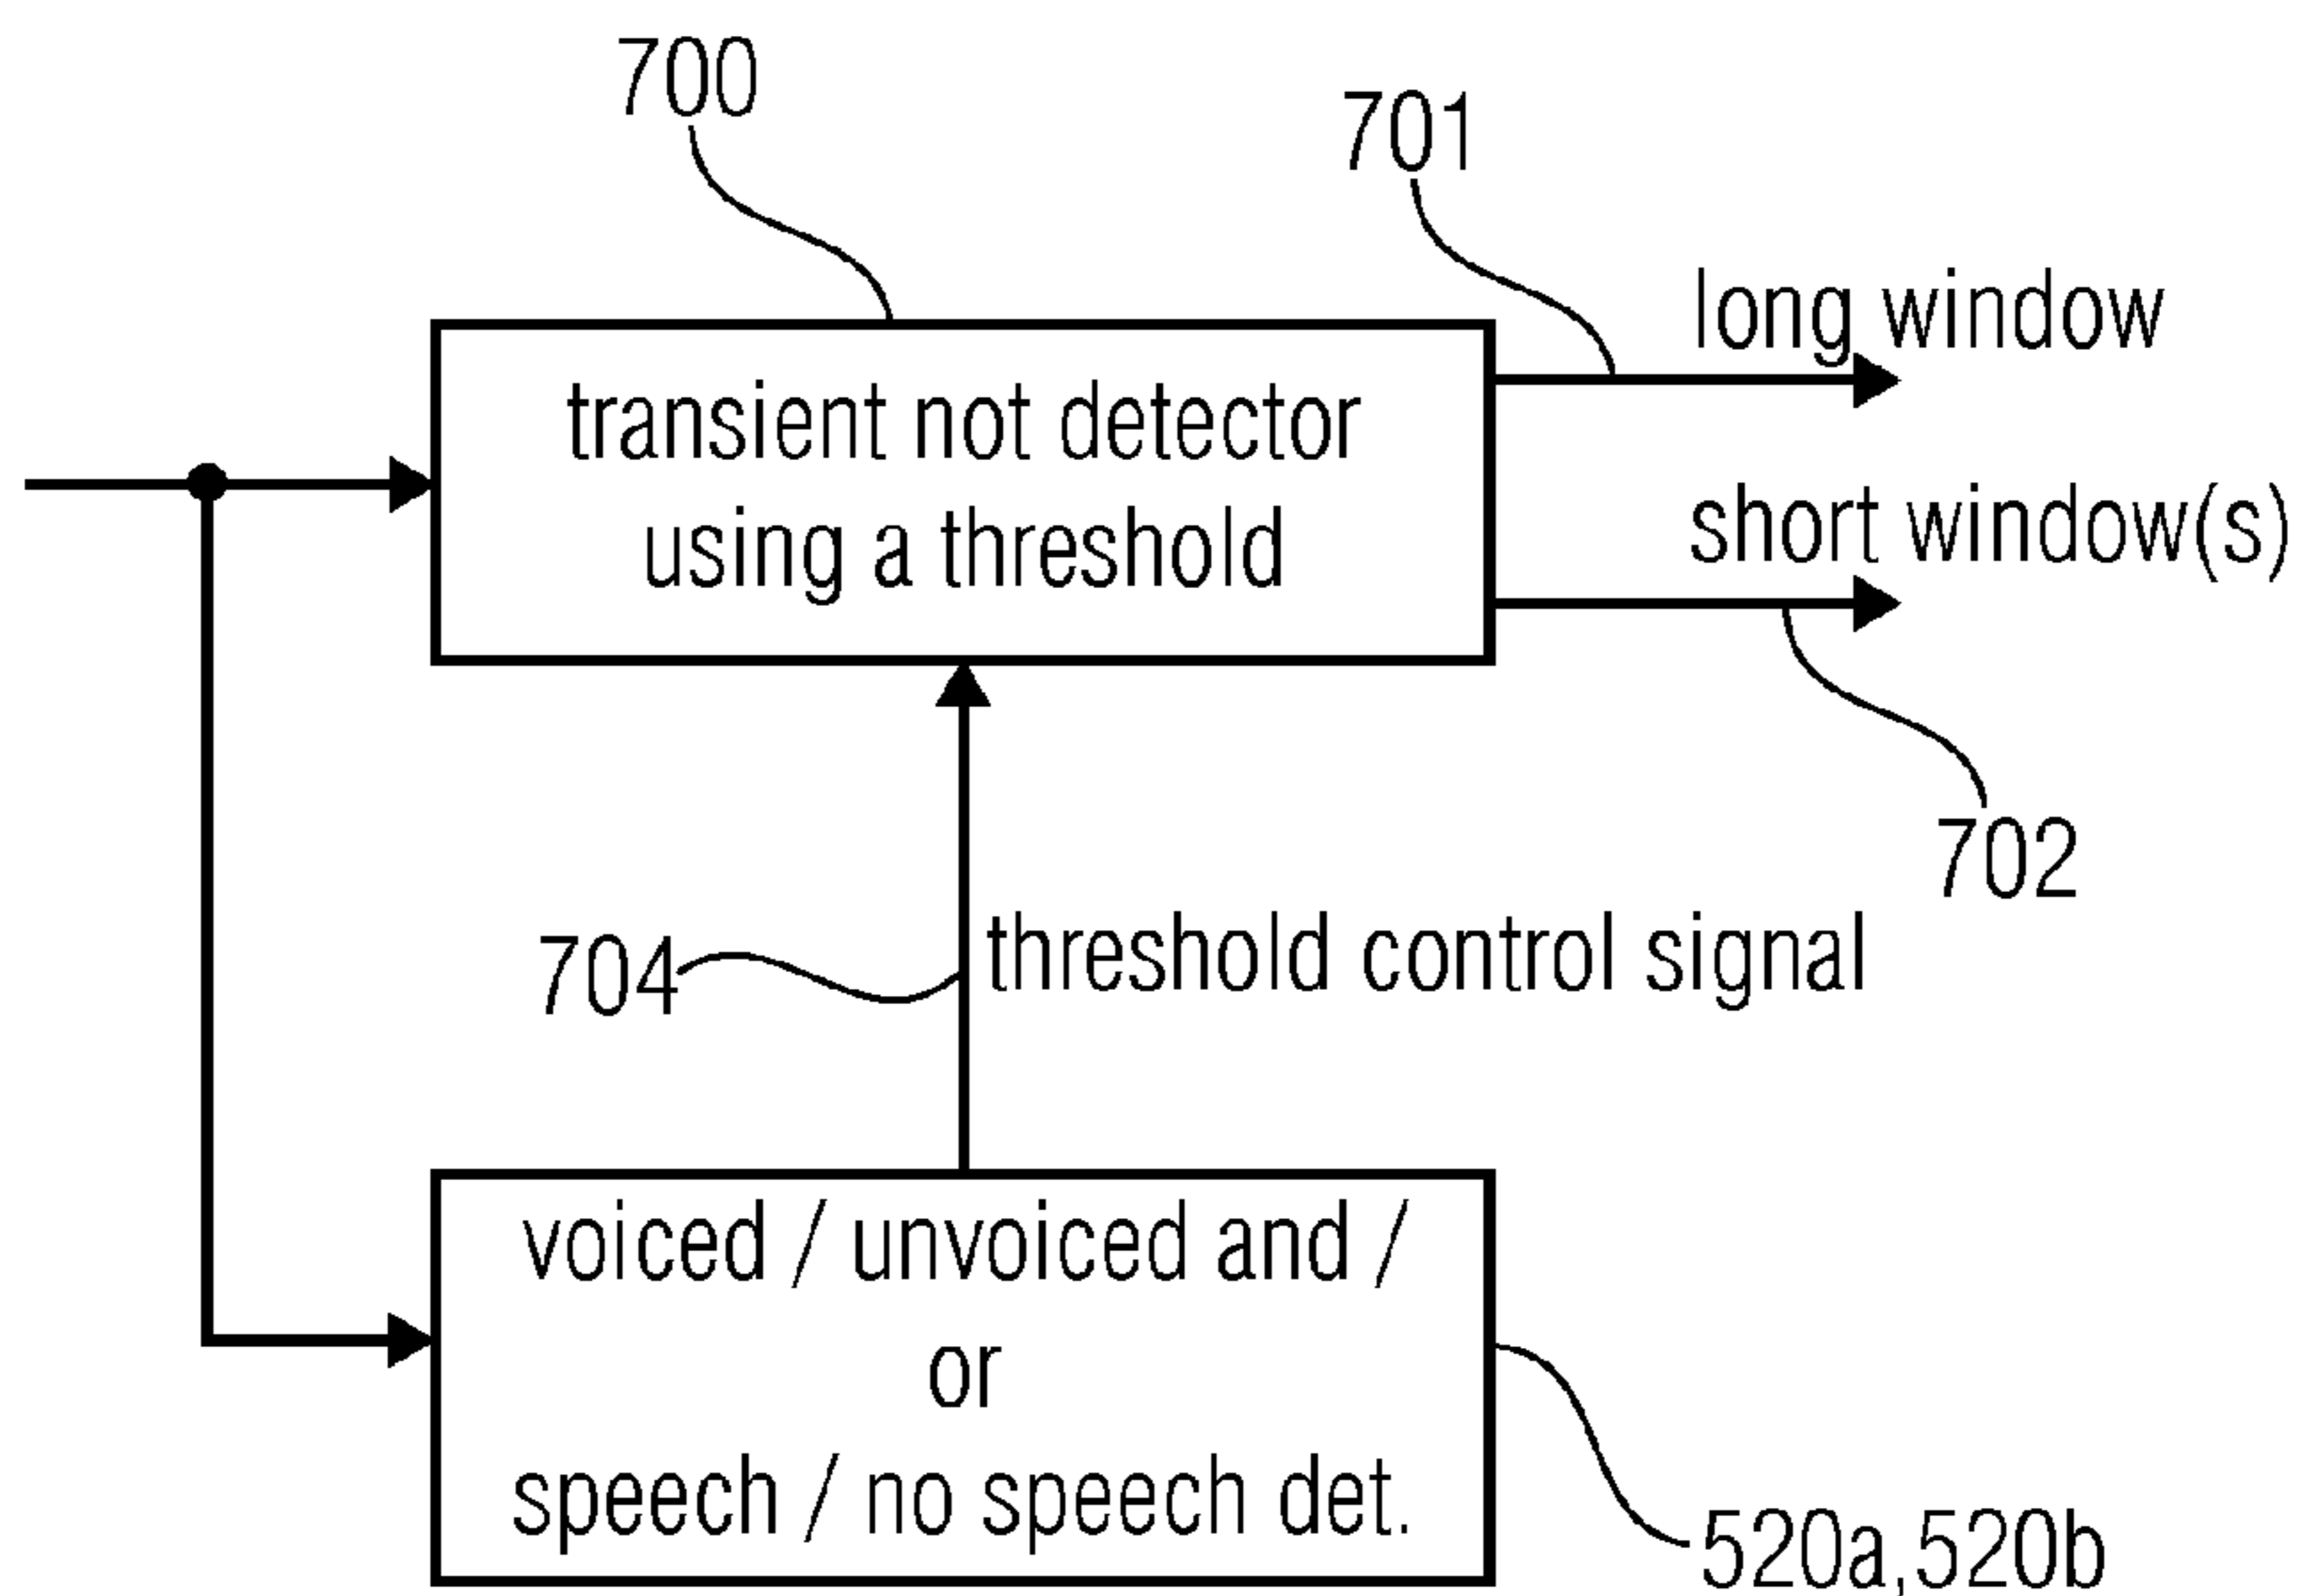 700
701
long window
transient not detector
using a threshold
short window(s)
702
704
threshold control signal
voiced / unvoiced and /
or
speech / no speech det.
520a,520b